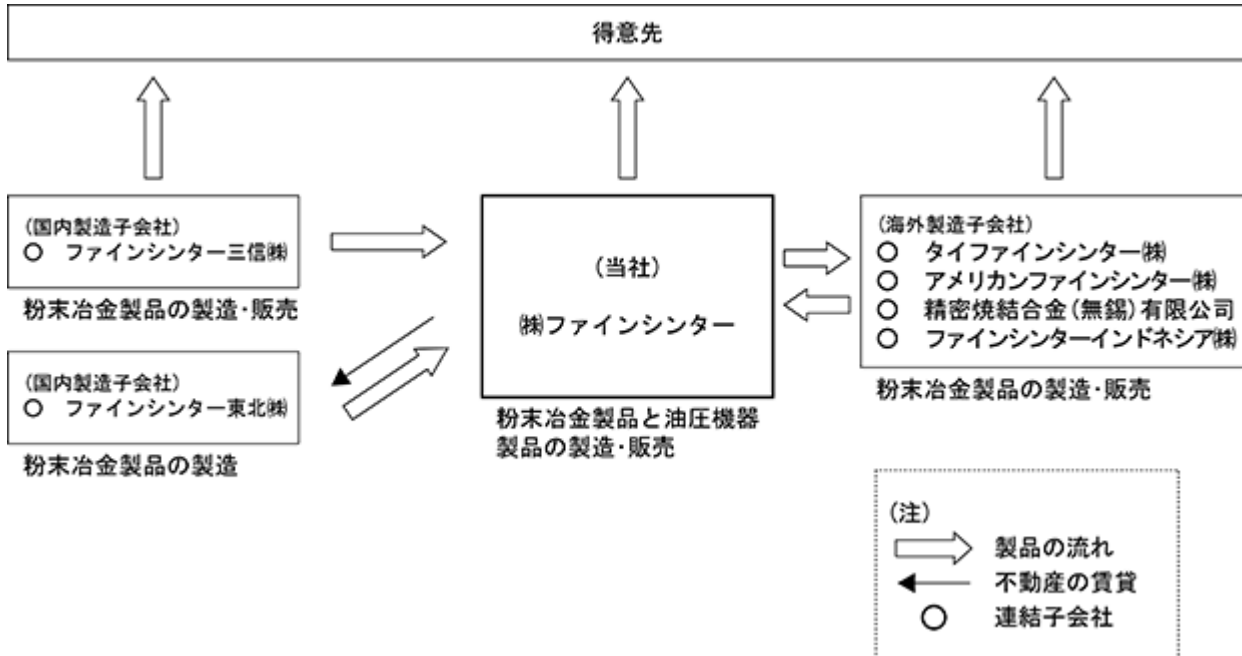 得意先
(国内製造子会社)
○ ファインシンター三信㈱
粉末冶金製品の製造・販売
(国内製造子会社)
○ ファインシンター東北㈱
粉末冶金製品の製造
(当社)
㈱ファインシンター
粉末冶金製品と油圧機器
製品の製造・販売
(海外製造子会社)
○ タイファインシンター㈱
○ アメリカンファインシンター㈱
○ 精密焼結合金(無錫)有限公司
○ ファインシンターインドネシア㈱
粉末冶金製品の製造・販売
(注)
製品の流れ
不動産の賃貸
○ 連結子会社